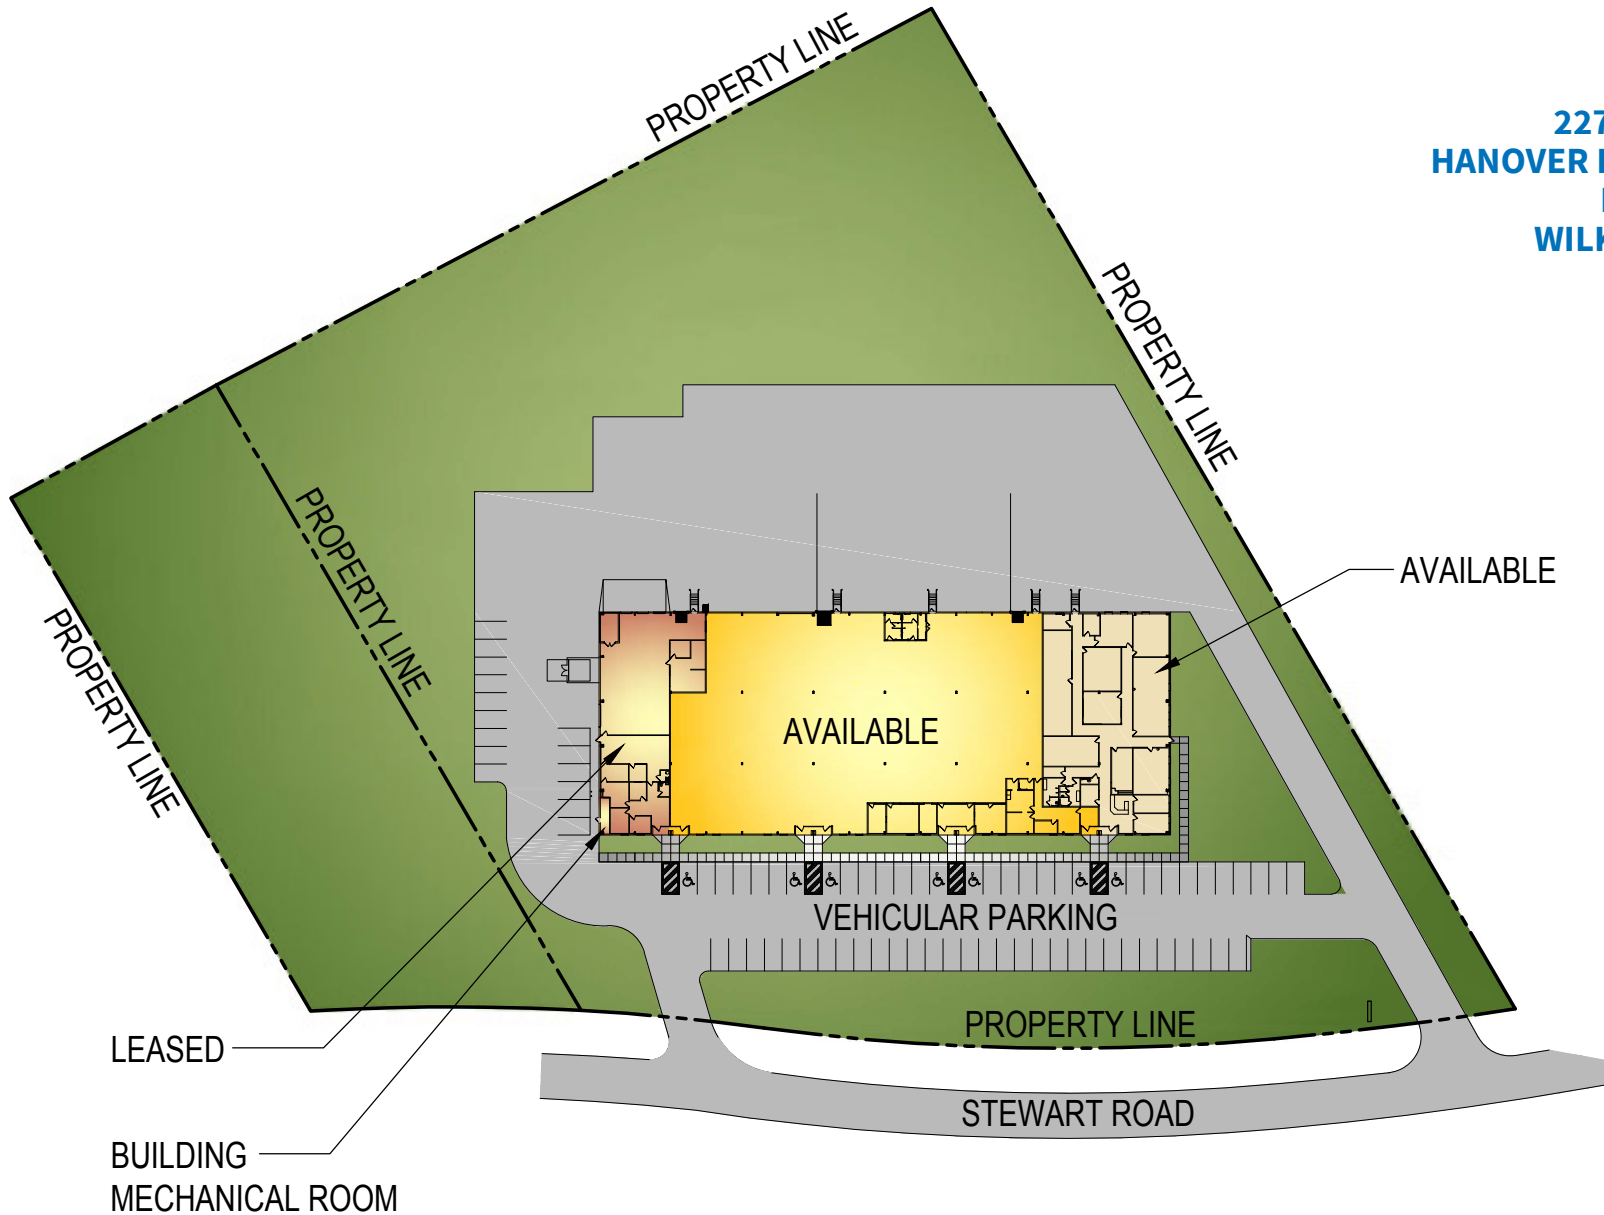 PROPERTY LINE
227
HANOVER
WILK
PROPERTY LINE
PROPERTY LINE
PROPERTY LINE
AVAILABLE
AVAILABLE
VEHICULAR PARKING
PROPERTY LINE
LEASED
STEWART ROAD
BUILDING
MECHANICAL ROOM